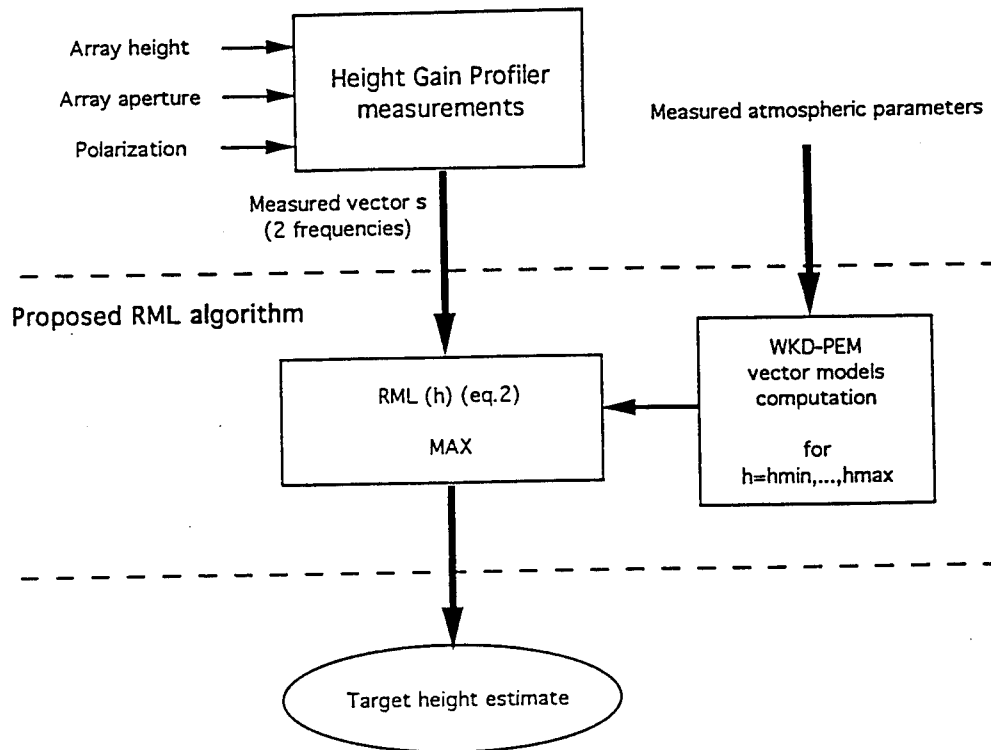 Array height
Array aperture
Polarization
Height Gain Profiler
measurements
Measured atmospheric parameters
Measured vector s
(2 frequencies)
Proposed RML algorithm
RML (h) (eq.2)
MAX
WKD-PEM
vector models
computation
for
h=hmin,...,hmax
Target height estimate